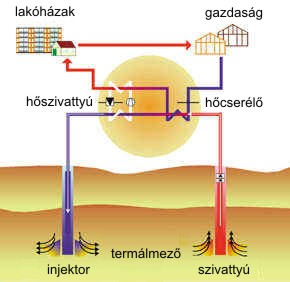 lakóházak
gazdaság
hőszivattyú
hőcserélő
termálmező
injektor
szivattyú